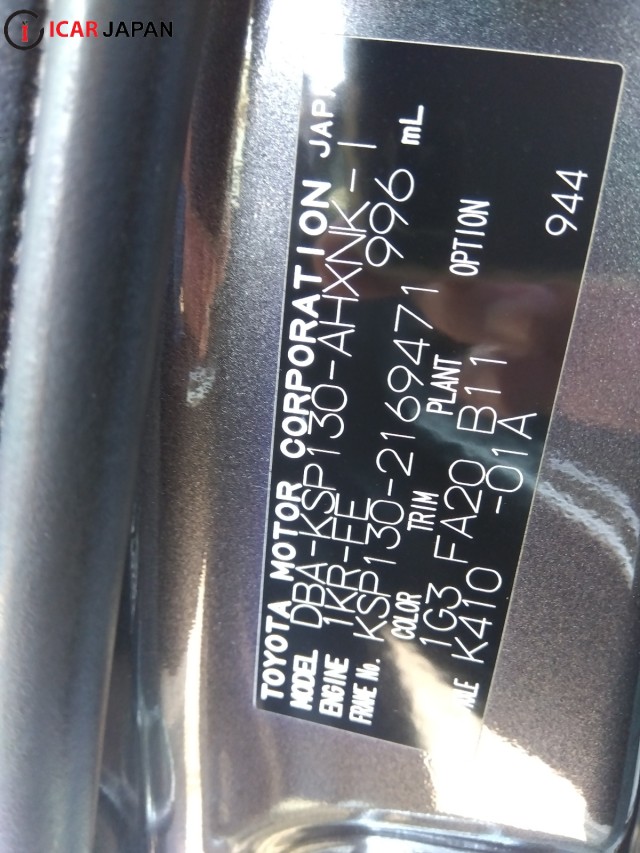 ICAR JAPAN
TOYOTA MOTOR CORPORATION JAPAN
MODEL DBA-KSP130-AHXNK-I
ENGINE 1KR-FE 996 mL
FRAME No. KSP130-2169471
COLOR TRIM PLANT OPTION
1G3 FA20 B11 944
K410 -01A